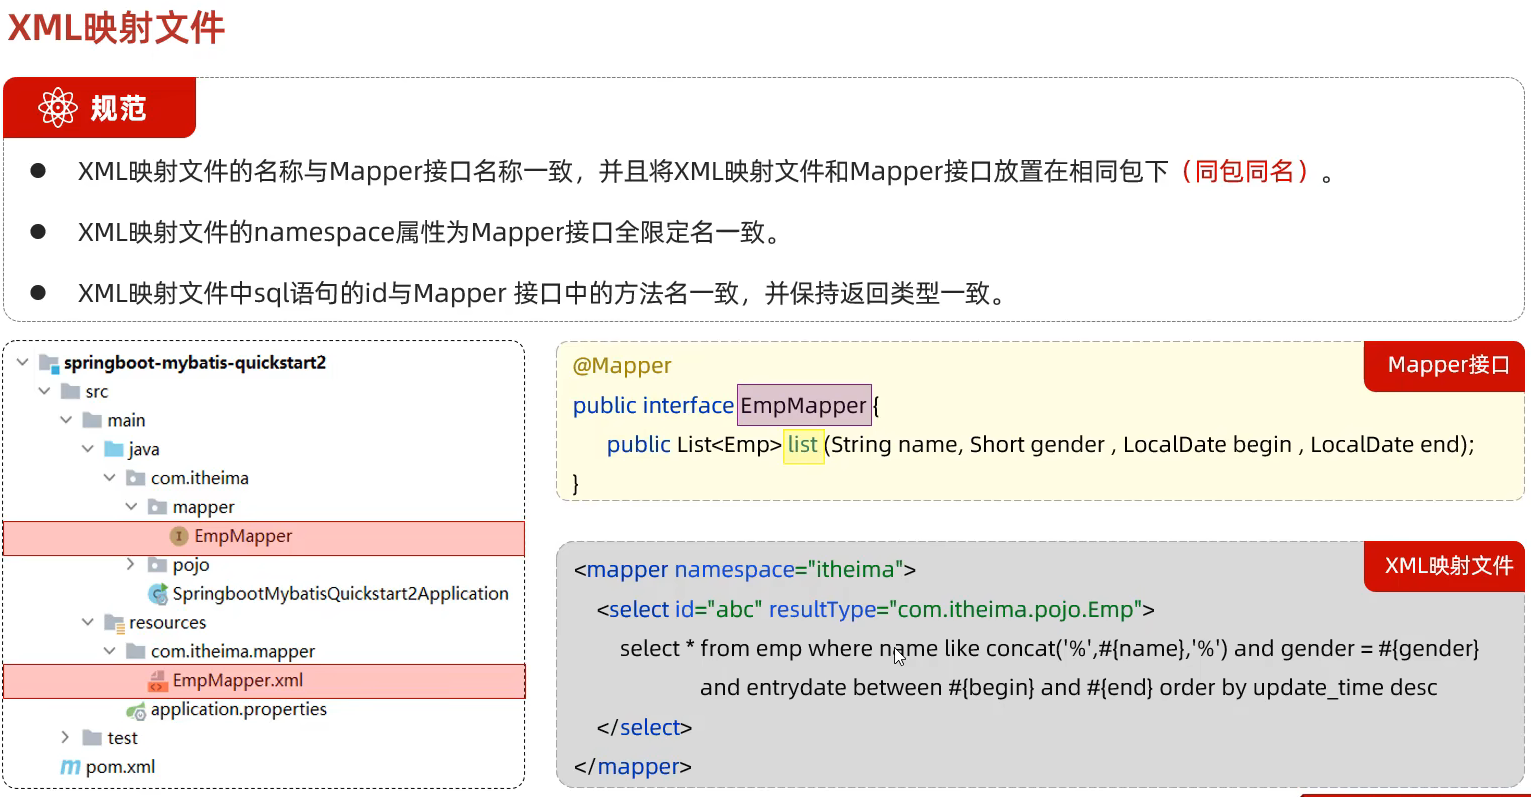 XML映射文件
规范
XML映射文件的名称与Mapper接口名称一致，并且将XML映射文件和Mapper接口放置在相同包下（同包同名）。
XML映射文件的namespace属性为Mapper接口全限定名一致。
XML映射文件中sql语句的id与Mapper 接口中的方法名一致，并保持返回类型一致。
springboot-mybatis-quickstart2
src
main
java
com.itheima
mapper
EmpMapper
pojo
SpringbootMybatisQuickstart2Application
resources
com.itheima.mapper
EmpMapper.xml
application.properties
test
pom.xml
Mapper接口
@Mapper
public interface EmpMapper {
public List<Emp> list (String name, Short gender , LocalDate begin , LocalDate end);
}
XML映射文件
<mapper namespace="itheima">
<select id="abc" resultType="com.itheima.pojo.Emp">
select * from emp where name like concat('%',#{name},'%') and gender = #{gender}
and entrydate between #{begin} and #{end} order by update_time desc
</select>
</mapper>